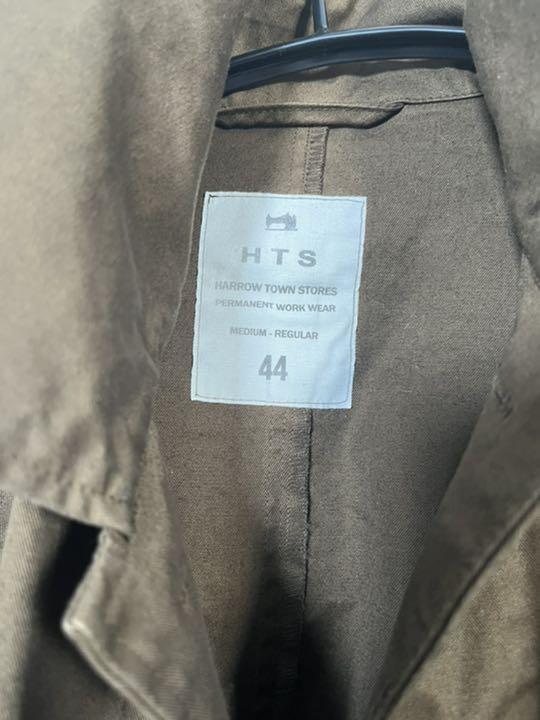 HTS
HARROW TOWN STORES
PERMANENT WORK WEAR
MEDIUM - REGULAR
44